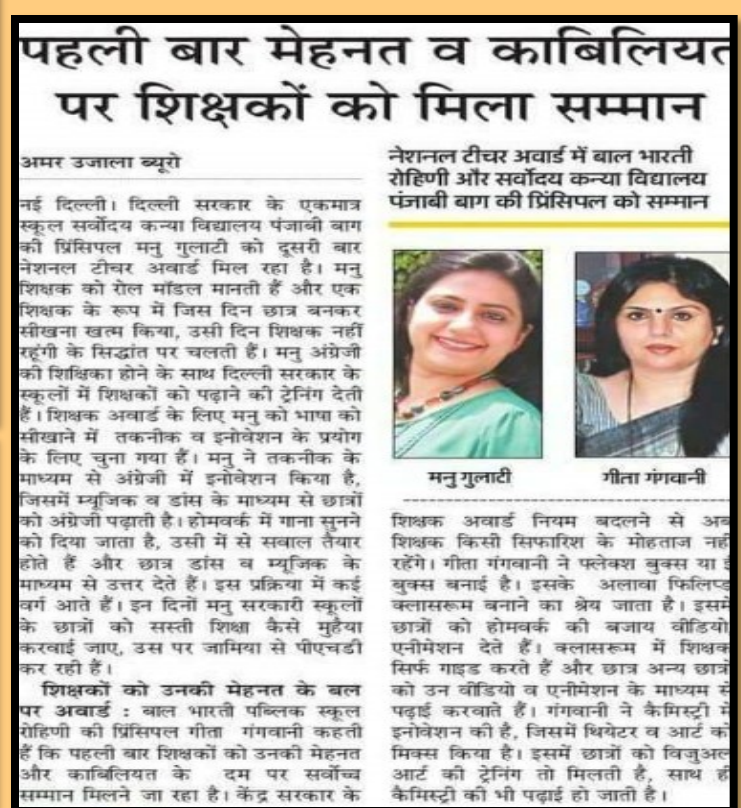 पहली बार मेहनत व काबिलियत
पर शिक्षकों को मिला सम्मान
अमर उजाला ब्यूरो
नई दिल्ली। दिल्ली सरकार के एकमात्र
स्कूल सर्वोदय कन्या विद्यालय पंजाबी बाग
की प्रिंसिपल मनु गुलाटी को दूसरी बार
नेशनल टीचर अवार्ड मिल रहा है। मनु
शिक्षक को रोल मॉडल मानती हैं और एक
शिक्षक के रूप में जिस दिन छात्र बनकर
सीखना खत्म किया, उसी दिन शिक्षक नहीं
रहूंगी के सिद्धांत पर चलती हैं। मनु अंग्रेजी
की शिक्षिका होने के साथ दिल्ली सरकार के
स्कूलों में शिक्षकों को पढ़ाने की ट्रेनिंग देती
हैं। शिक्षक अवार्ड के लिए मनु को भाषा को
सीखाने में तकनीक व इनोवेशन के प्रयोग
के लिए चुना गया हैं। मनु ने तकनीक के
माध्यम से अंग्रेजी में इनोवेशन किया है,
जिसमें म्यूजिक व डांस के माध्यम से छात्रों
को अंग्रेजी पढ़ाती है। होमवर्क में गाना सुनने
को दिया जाता है, उसी में से सवाल तैयार
होते हैं और छात्र डांस व म्यूजिक के
माध्यम से उत्तर देते हैं। इस प्रक्रिया में कई
वर्ग आते हैं। इन दिनों मनु सरकारी स्कूलों
के छात्रों को सस्ती शिक्षा कैसे मुहैया
करवाई जाए, उस पर जामिया से पीएचडी
कर रही हैं।
शिक्षकों को उनकी मेहनत के बल
पर अवार्ड : बाल भारती पब्लिक स्कूल
रोहिणी की प्रिंसिपल गीता गंगवानी कहती
हैं कि पहली बार शिक्षकों को उनकी मेहनत
और काबिलियत के दम पर सर्वोच्च
सम्मान मिलने जा रहा है। केंद्र सरकार के
नेशनल टीचर अवार्ड में बाल भारती
रोहिणी और सर्वोदय कन्या विद्यालय
पंजाबी बाग की प्रिंसिपल को सम्मान
मनु गुलाटी
गीता गंगवानी
शिक्षक अवार्ड नियम बदलने से अब
शिक्षक किसी सिफारिश के मोहताज नहीं
रहेंगे। गीता गंगवानी ने फ्लेक्श बुक्स या ई
बुक्स बनाई है। इसके अलावा फिलिप्ड
क्लासरूम बनाने का श्रेय जाता है। इसमें
छात्रों को होमवर्क की बजाय वीडियो
एनीमेशन देते हैं। क्लासरूम में शिक्षक
सिर्फ गाइड करते हैं और छात्र अन्य छात्रों
को उन वीडियो व एनीमेशन के माध्यम से
पढ़ाई करवाते हैं। गंगवानी ने कैमिस्ट्री में
इनोवेशन की है, जिसमें थियेटर व आर्ट को
मिक्स किया है। इसमें छात्रों को विजुअल
आर्ट की ट्रेनिंग तो मिलती है, साथ ही
कैमिस्ट्री की भी पढ़ाई हो जाती है।